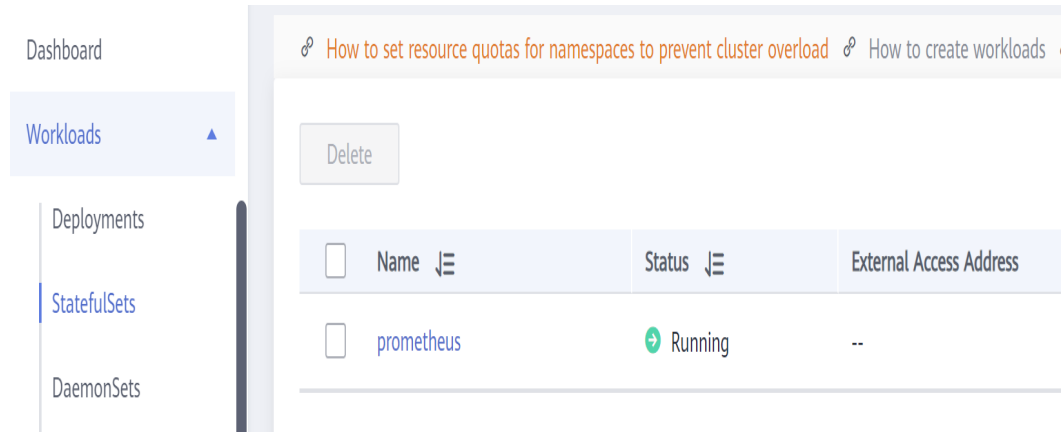 Dashboard
How to set resource quotas for namespaces to prevent cluster overload How to create workloads
Workloads
Delete
Deployments
Name Status External Access Address
StatefulSets
prometheus Running --
DaemonSets